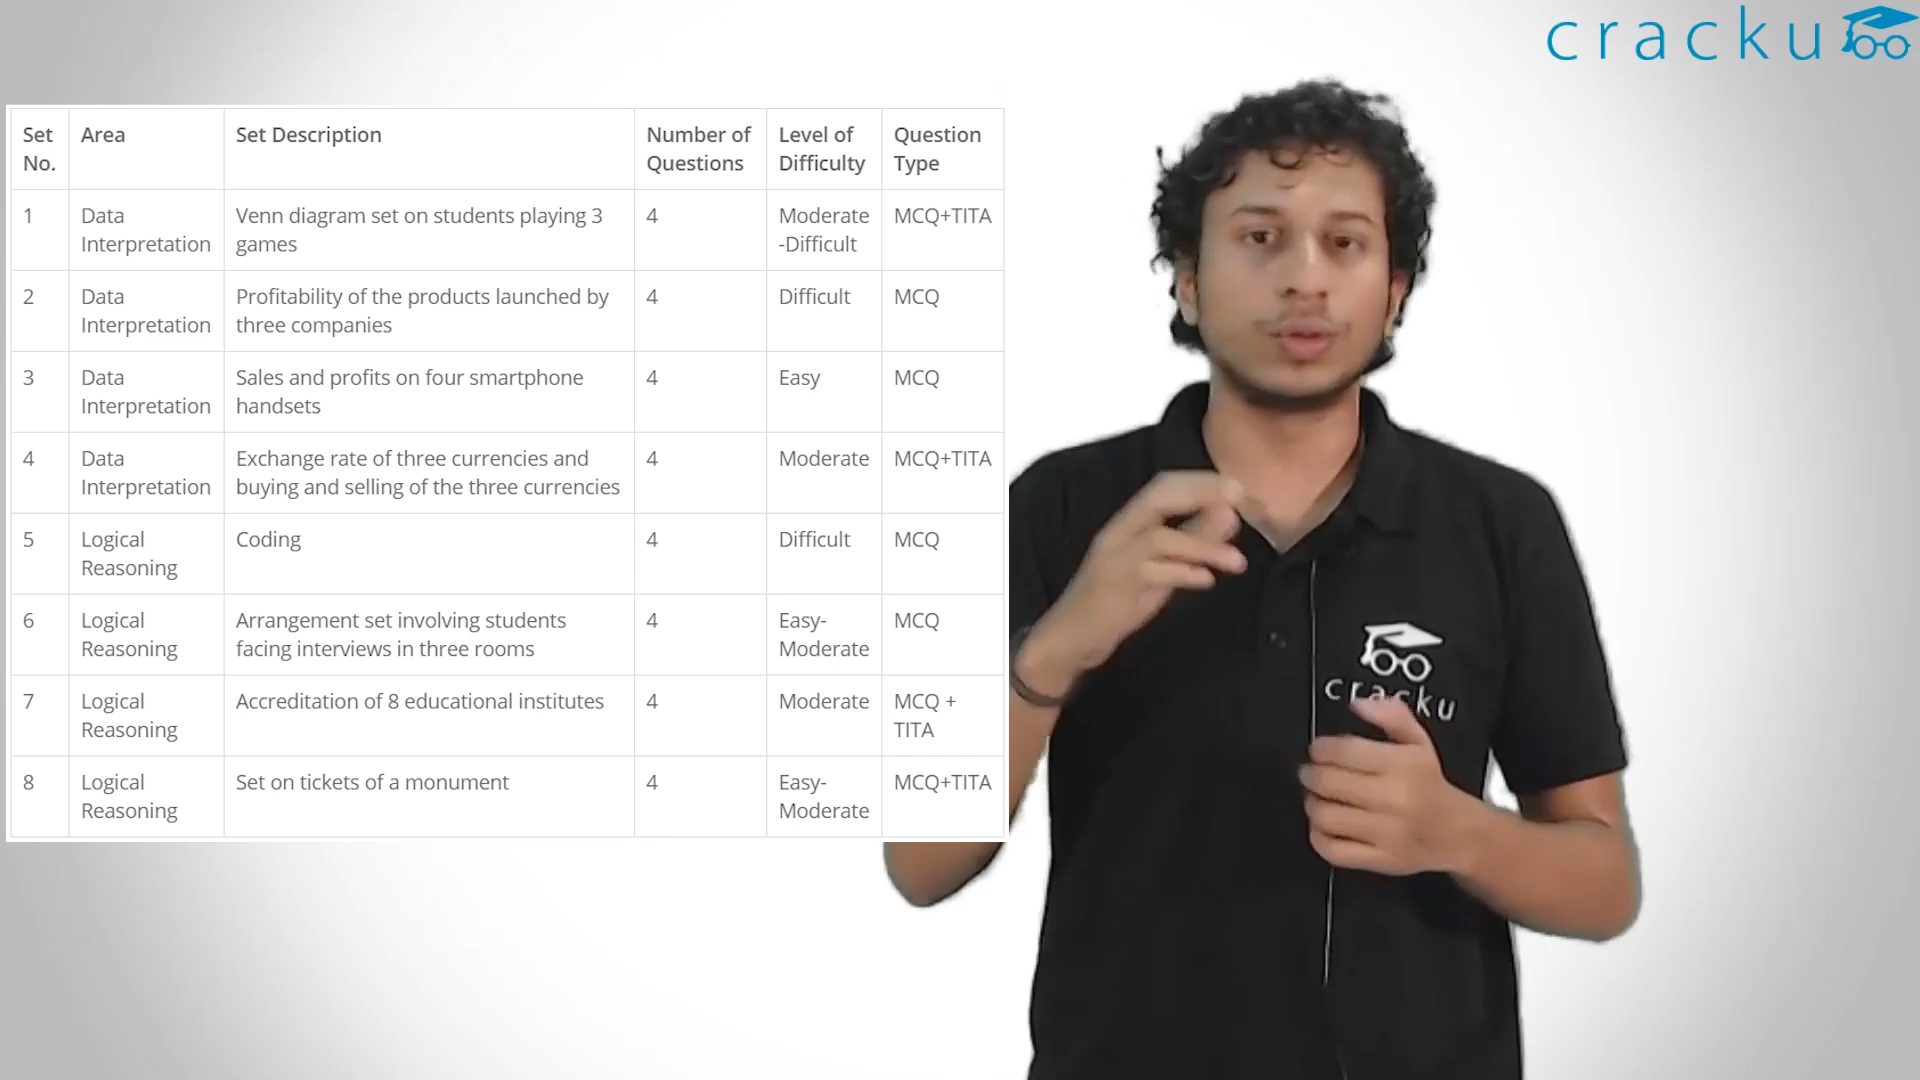 cracku
Set No. Area Set Description Number of Questions Level of Difficulty Question Type
1 Data Interpretation Venn diagram set on students playing 3 games 4 Moderate -Difficult MCQ+TITA
2 Data Interpretation Profitability of the products launched by three companies 4 Difficult MCQ
3 Data Interpretation Sales and profits on four smartphone handsets 4 Easy MCQ
4 Data Interpretation Exchange rate of three currencies and buying and selling of the three currencies 4 Moderate MCQ+TITA
5 Logical Reasoning Coding 4 Difficult MCQ
6 Logical Reasoning Arrangement set involving students facing interviews in three rooms 4 Easy- Moderate MCQ
7 Logical Reasoning Accreditation of 8 educational institutes 4 Moderate MCQ + TITA
8 Logical Reasoning Set on tickets of a monument 4 Easy- Moderate MCQ+TITA
cracku